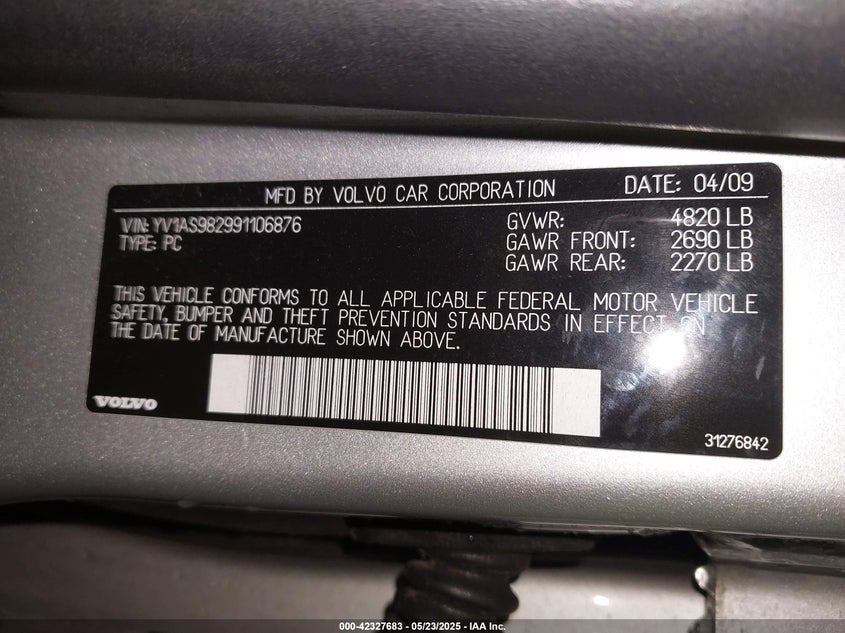 MFD BY VOLVO CAR CORPORATION DATE: 04/09
VIN: YV1AS982991106876 GVWR: 4820 LB
TYPE: PC GAWR FRONT: 2690 LB
GAWR REAR: 2270 LB
THIS VEHICLE CONFORMS TO ALL APPLICABLE FEDERAL MOTOR VEHICLE
SAFETY, BUMPER AND THEFT PREVENTION STANDARDS IN EFFECT ON
THE DATE OF MANUFACTURE SHOWN ABOVE.
VOLVO
31276842
000-42327683 - 05/23/2025 - IAA Inc.